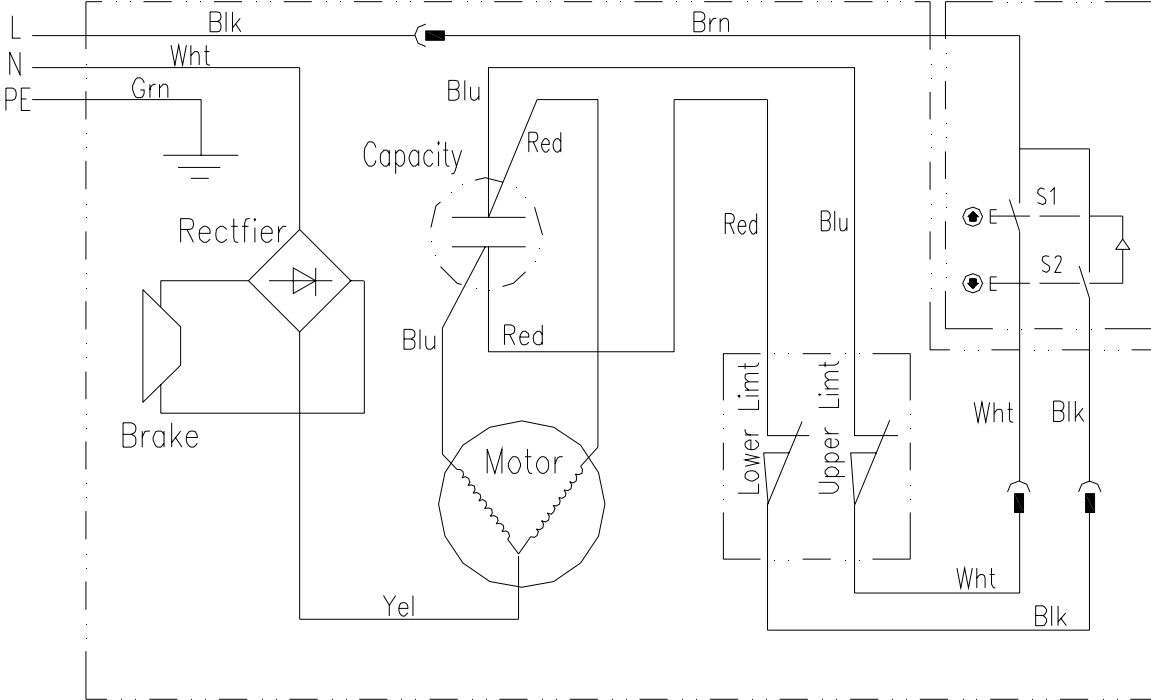 L
Blk
Brn
N
Wht
PE
Grn
Blu
Red
Capacity
Rectfier
Red
Blu
S1
S2
E
E
Blu
Red
Brake
Motor
Lower Limt
Upper Limt
Wht
Blk
Wht
Yel
Blk